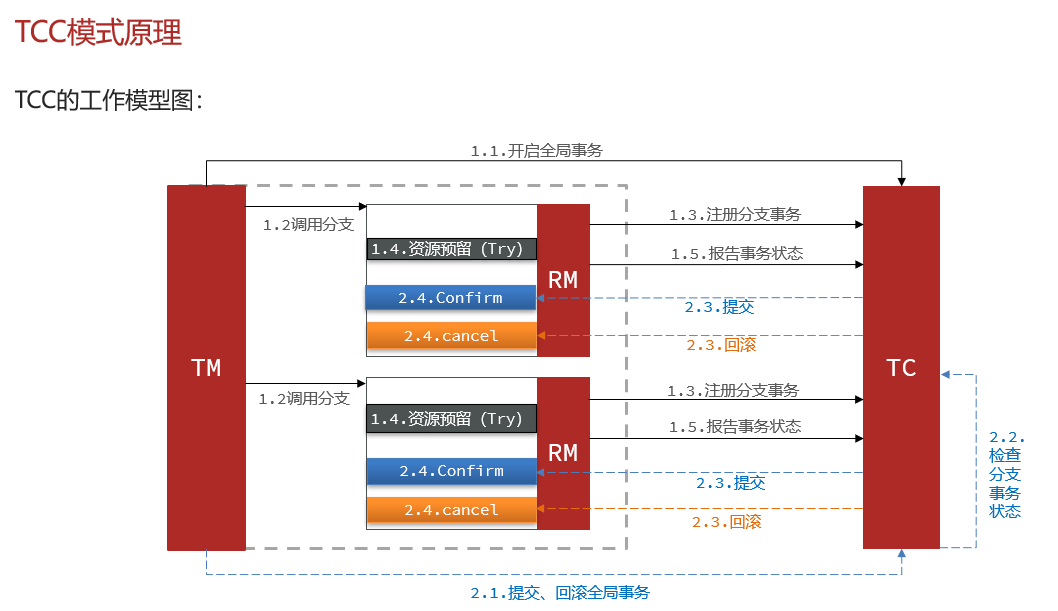 TCC模式原理
TCC的工作模型图：
1.1.开启全局事务
1.2调用分支
1.3.注册分支事务
1.4.资源预留（Try）
1.5.报告事务状态
RM
2.4.Confirm
2.3.提交
2.4.cancel
2.3.回滚
TM
TC
1.2调用分支
1.3.注册分支事务
1.4.资源预留（Try）
1.5.报告事务状态
RM
2.4.Confirm
2.3.提交
2.4.cancel
2.3.回滚
2.2.
检查
分支
事务
状态
2.1.提交、回滚全局事务